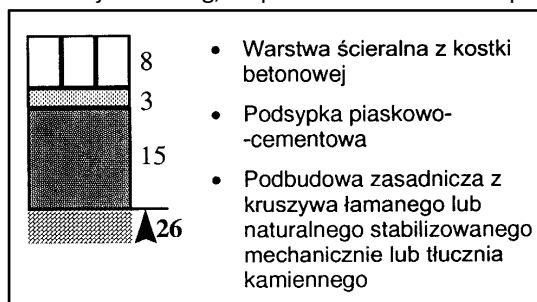 8
3
15
26
• Warstwa ścieralna z kostki
betonowej
• Podsypka piaskowo-
-cementowa
• Podbudowa zasadnicza z
kruszywa łamanego lub
naturalnego stabilizowanego
mechanicznie lub tłucznia
kamiennego